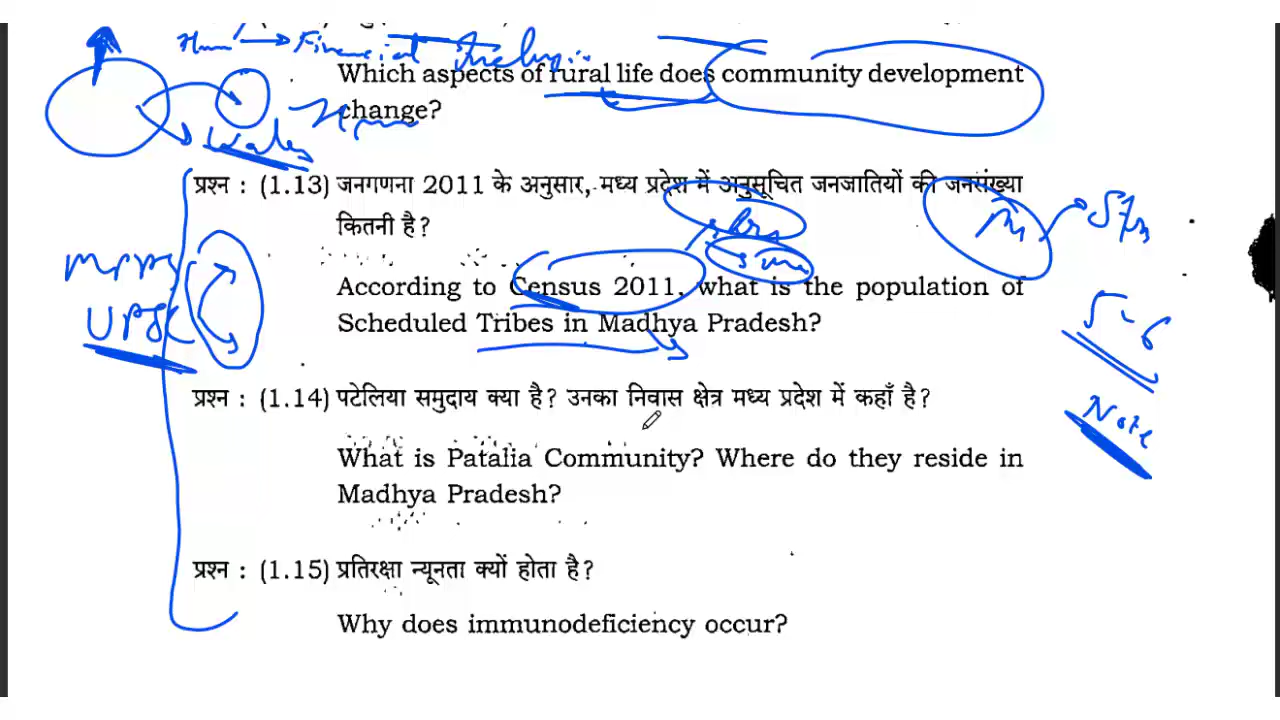 Financial
Which aspects of rural life does community development
change?
प्रश्न : (1.13) जनगणना 2011 के अनुसार, मध्य प्रदेश में अनुसूचित जनजातियों की जनसंख्या
कितनी है?
According to Census 2011, what is the population of
Scheduled Tribes in Madhya Pradesh?
UPSC
5-6
प्रश्न : (1.14) पटेलिया समुदाय क्या है? उनका निवास क्षेत्र मध्य प्रदेश में कहाँ है?
Note
What is Patalia Community? Where do they reside in
Madhya Pradesh?
प्रश्न : (1.15) प्रतिरक्षा न्यूनता क्यों होता है?
Why does immunodeficiency occur?